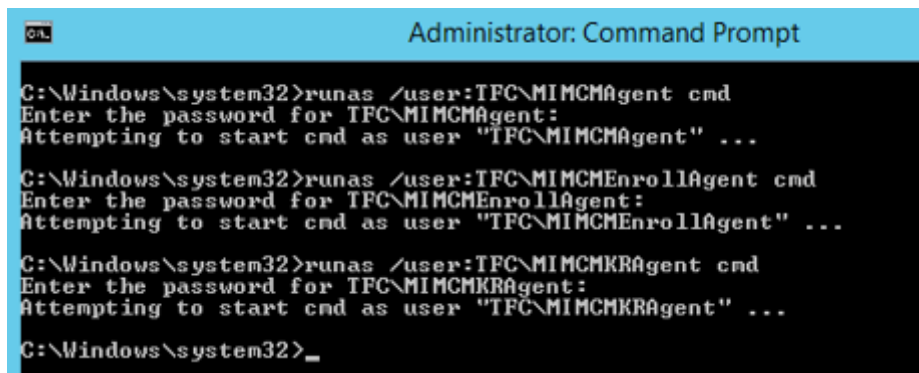 Administrator: Command Prompt
C:\Windows\system32>runas /user:TFC\MIMCMAgent cmd
Enter the password for TFC\MIMCMAgent:
Attempting to start cmd as user "TFC\MIMCMAgent" ...
C:\Windows\system32>runas /user:TFC\MIMCMEnrollAgent cmd
Enter the password for TFC\MIMCMEnrollAgent:
Attempting to start cmd as user "TFC\MIMCMEnrollAgent" ...
C:\Windows\system32>runas /user:TFC\MIMCMKRAgent cmd
Enter the password for TFC\MIMCMKRAgent:
Attempting to start cmd as user "TFC\MIMCMKRAgent" ...
C:\Windows\system32>_